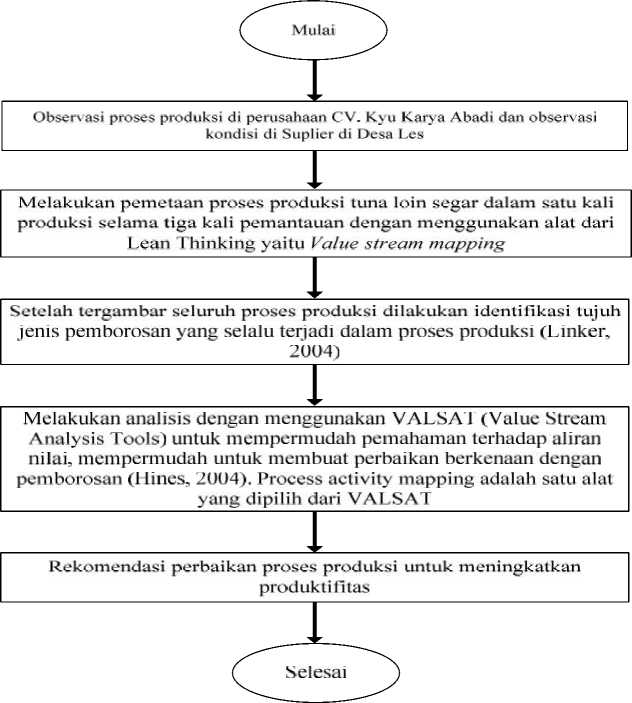 Mulai
Observasi proses produksi di perusahaan CV. Kyu Karya Abadi dan observasi
kondisi di Suplier di Desa Les
Melakukan pemetaan proses produksi tuna loin segar dalam satu kali
produksi selama tiga kali pemantauan dengan menggunakan alat dari
Lean Thinking yaitu Value stream mapping
Setelah tergambar seluruh proses produksi dilakukan identifikasi tujuh
jenis pemborosan yang selalu terjadi dalam proses produksi (Linker,
2004)
Melakukan analisis dengan menggunakan VALSAT (Value Stream
Analysis Tools) untuk mempermudah pemahaman terhadap aliran
nilai, mempermudah untuk membuat perbaikan berkenaan dengan
pemborosan (Hines, 2004). Process activity mapping adalah satu alat
yang dipilih dari VALSAT
Rekomendasi perbaikan proses produksi untuk meningkatkan
produktifitas
Selesai